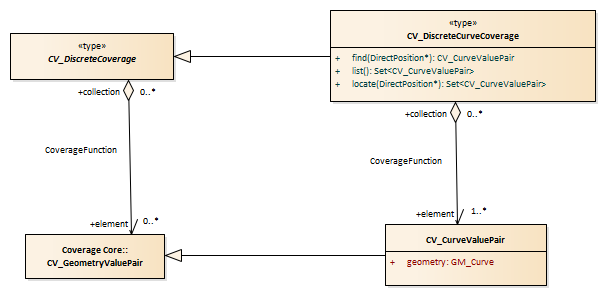 «type»
CV_DiscreteCoverage
«type»
CV_DiscreteCurveCoverage
+ find(DirectPosition*): CV_CurveValuePair
+ list(): Set<CV_CurveValuePair>
+ locate(DirectPosition*): Set<CV_CurveValuePair>
+collection 0..*
+collection 0..*
CoverageFunction
CoverageFunction
+element 0..*
+element 1..*
Coverage Core::
CV_GeometryValuePair
CV_CurveValuePair
+ geometry: GM_Curve